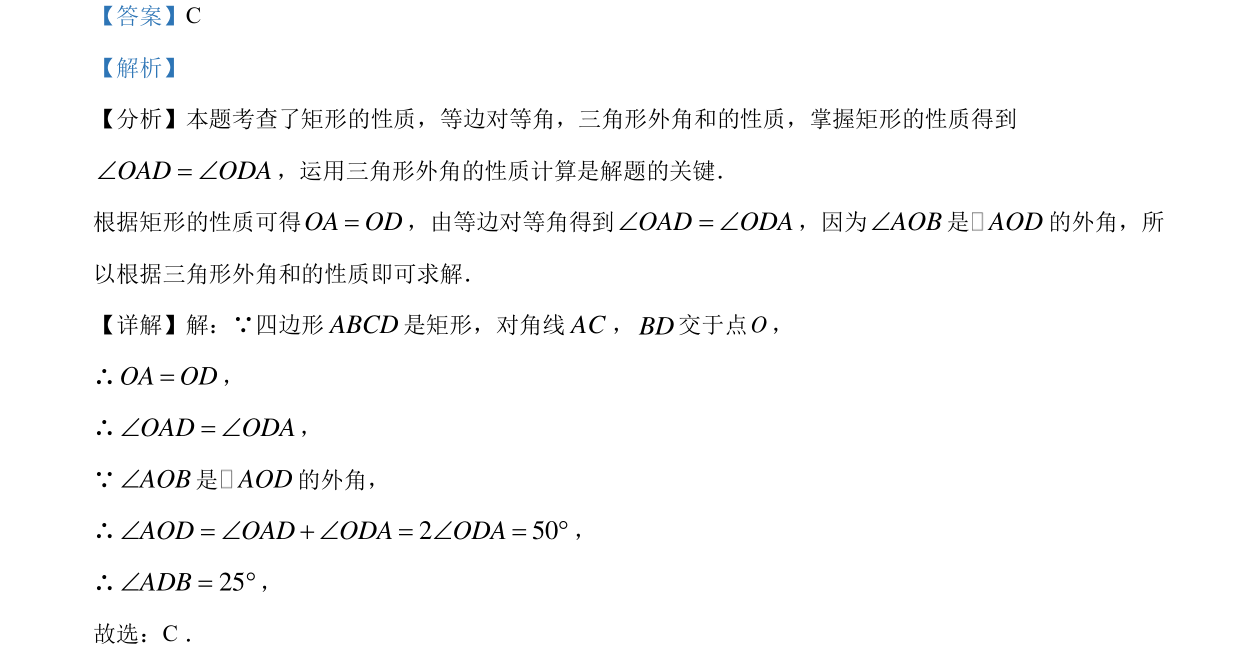 【答案】C
【解析】
【分析】本题考查了矩形的性质，等边对等角，三角形外角和的性质，掌握矩形的性质得到
∠OAD = ∠ODA，运用三角形外角的性质计算是解题的关键．
根据矩形的性质可得OA = OD，由等边对等角得到∠OAD = ∠ODA，因为∠AOB是□AOD的外角，所
以根据三角形外角和的性质即可求解．
【详解】解：∵四边形ABCD是矩形，对角线AC，BD交于点O，
∴OA = OD，
∴∠OAD = ∠ODA，
∵∠AOB是□AOD的外角，
∴∠AOD = ∠OAD + ∠ODA = 2∠ODA = 50°，
∴∠ADB = 25°，
故选：C．